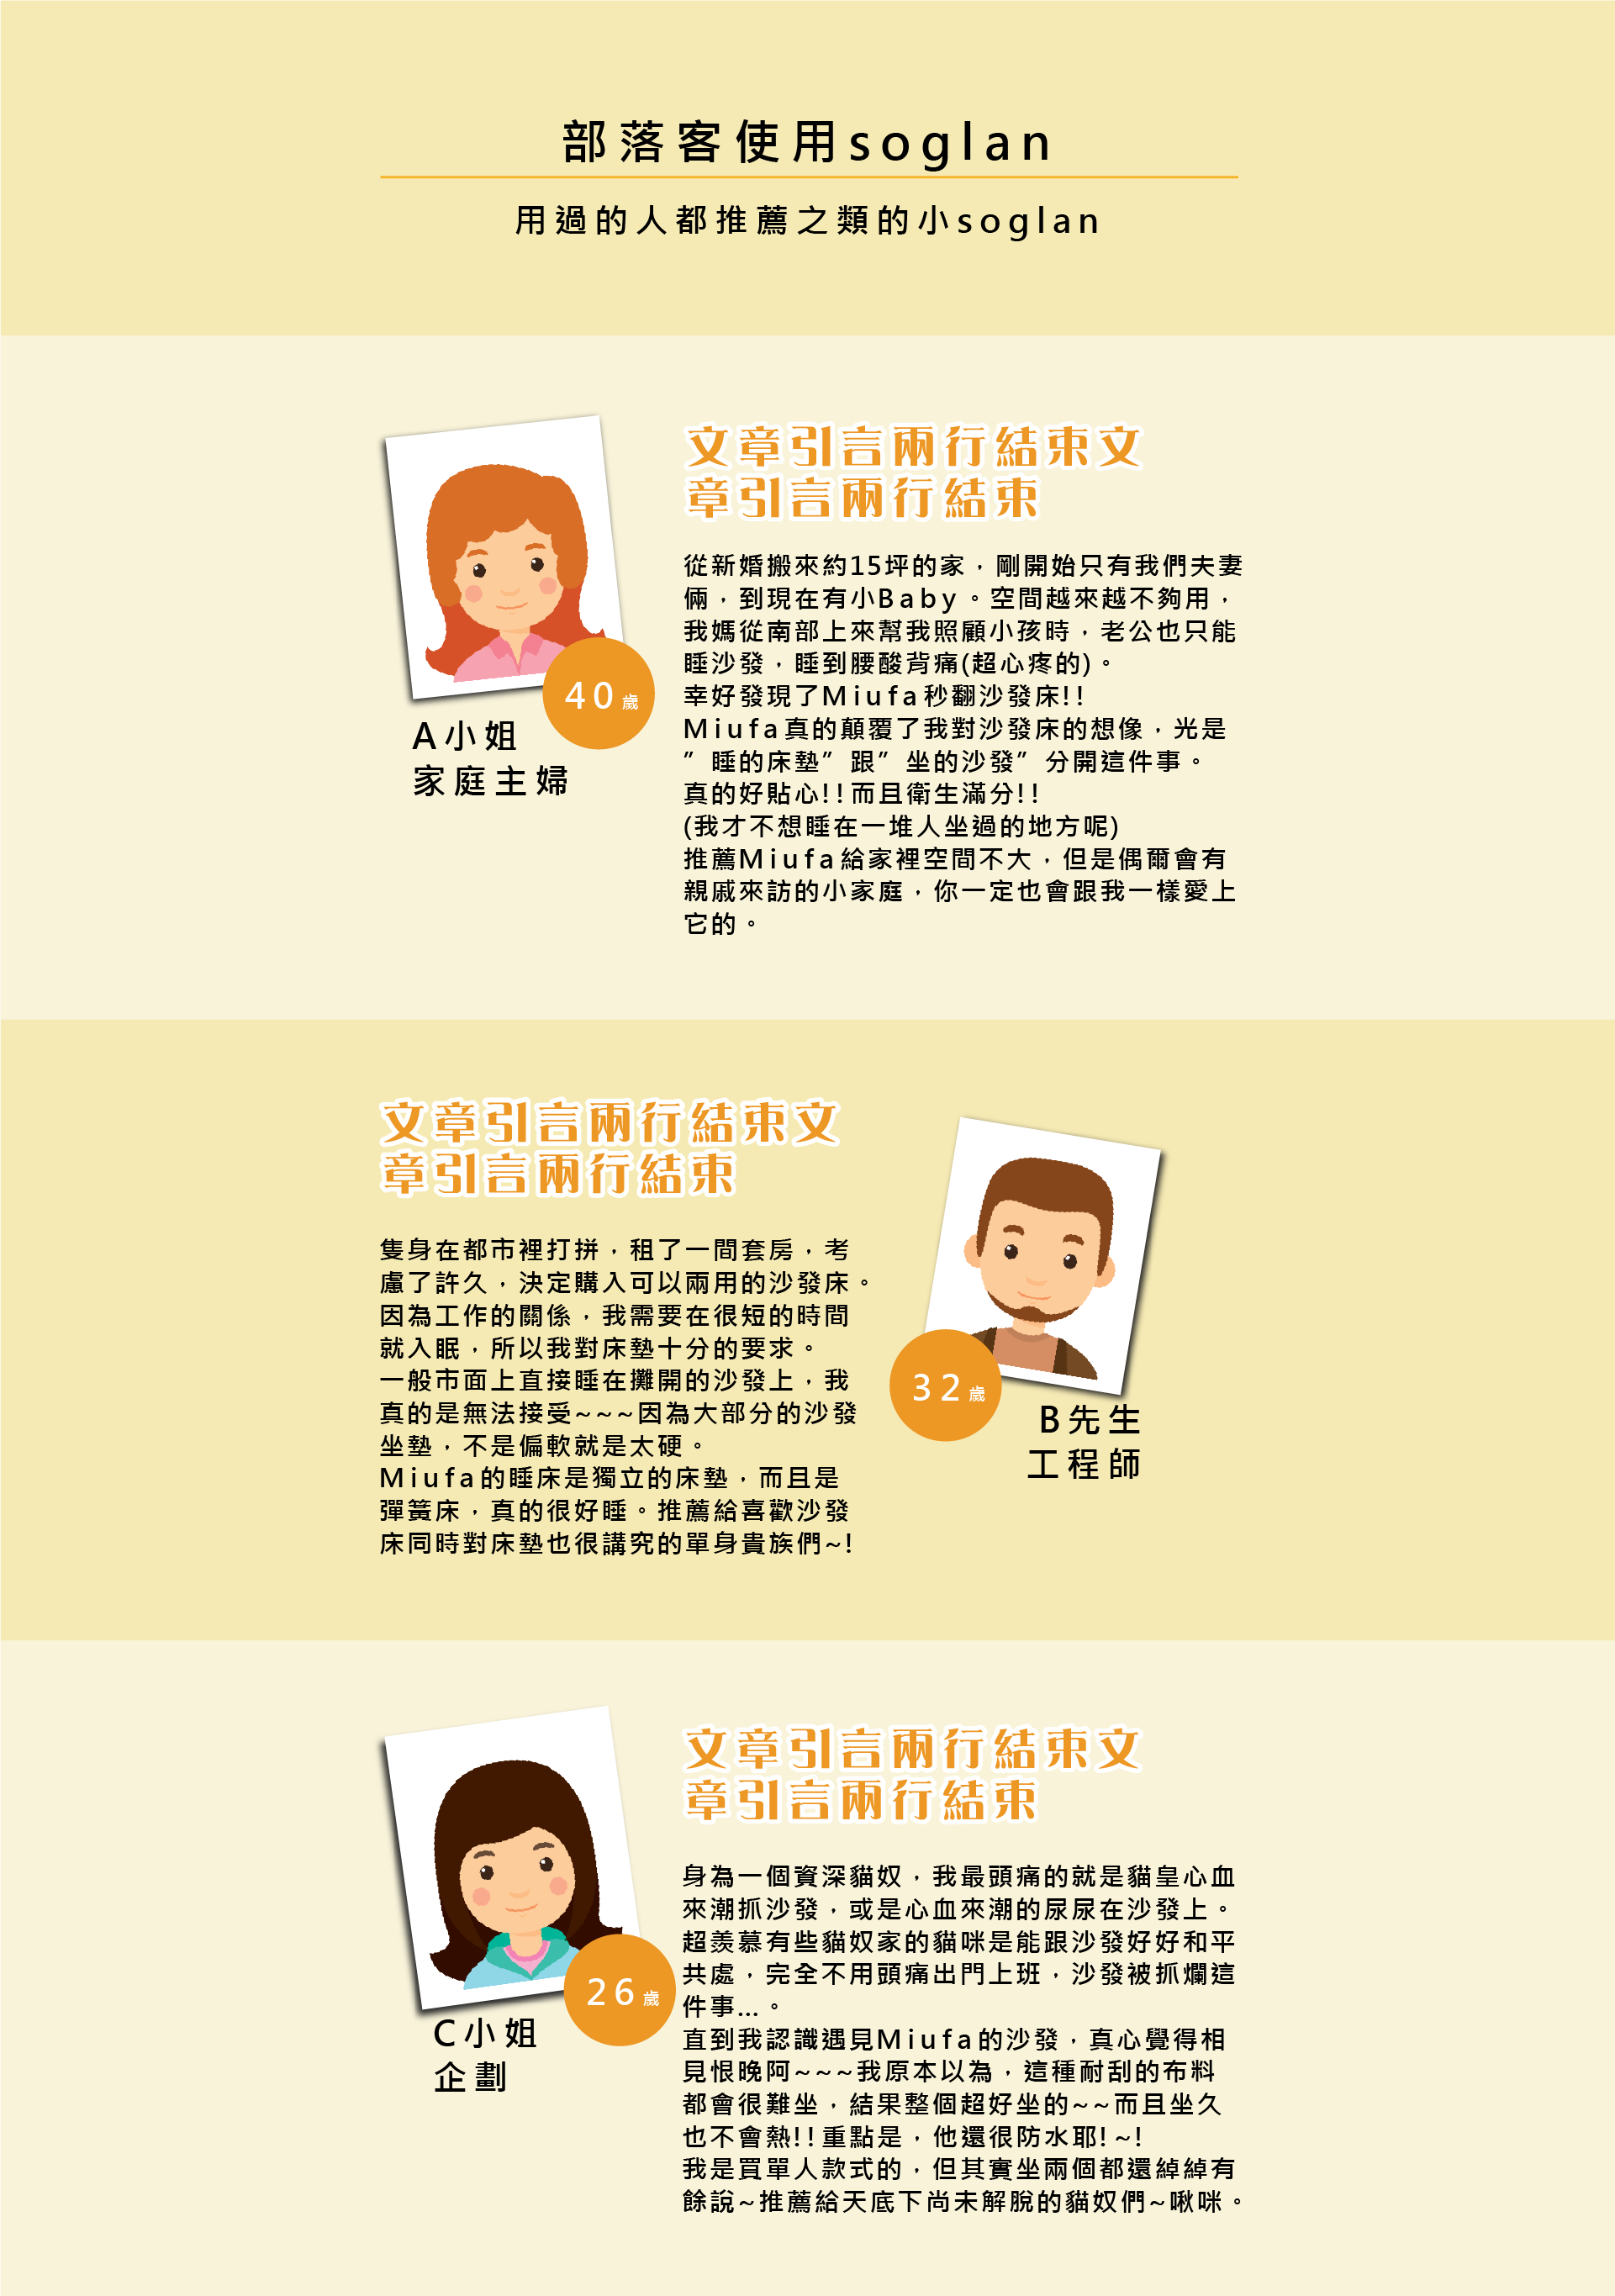 部落客使用soglan
用過的人都推薦之類的小soglan
文章引言兩行結束文
章引言兩行結束
從新婚搬來約15坪的家，剛開始只有我們夫妻
倆，到現在有小Baby。空間越來越不夠用，
我媽從南部上來幫我照顧小孩時，老公也只能
睡沙發，睡到腰酸背痛(超心疼的)。
幸好發現了Miufa秒翻沙發床!!
Miufa真的顛覆了我對沙發床的想像，光是
”睡的床墊”跟”坐的沙發”分開這件事。
真的好貼心!!而且衛生滿分!!
(我才不想睡在一堆人坐過的地方呢)
推薦Miufa給家裡空間不大，但是偶爾會有
親戚來訪的小家庭，你一定也會跟我一樣愛上
它的。
40歲
A小姐
家庭主婦
文章引言兩行結束文
章引言兩行結束
隻身在都市裡打拼，租了一間套房，考
慮了許久，決定購入可以兩用的沙發床。
因為工作的關係，我需要在很短的時間
就入眠，所以我對床墊十分的要求。
一般市面上直接睡在攤開的沙發上，我
真的是無法接受~~~因為大部分的沙發
坐墊，不是偏軟就是太硬。
Miufa的睡床是獨立的床墊，而且是
彈簧床，真的很好睡。推薦給喜歡沙發
床同時對床墊也很講究的單身貴族們~!
32歲
B先生
工程師
文章引言兩行結束文
章引言兩行結束
身為一個資深貓奴，我最頭痛的就是貓皇心血
來潮抓沙發，或是心血來潮的尿尿在沙發上。
超羨慕有些貓奴家的貓咪是能跟沙發好好和平
共處，完全不用頭痛出門上班，沙發被抓爛這
件事...。
直到我認識遇見Miufa的沙發，真心覺得相
見恨晚阿~~~我原本以為，這種耐刮的布料
都會很難坐，結果整個超好坐的~~而且坐久
也不會熱!!重點是，他還很防水耶!~!
我是買單人款式的，但其實坐兩個都還綽綽有
餘說~推薦給天底下尚未解脫的貓奴們~啾咪。
26歲
C小姐
企劃